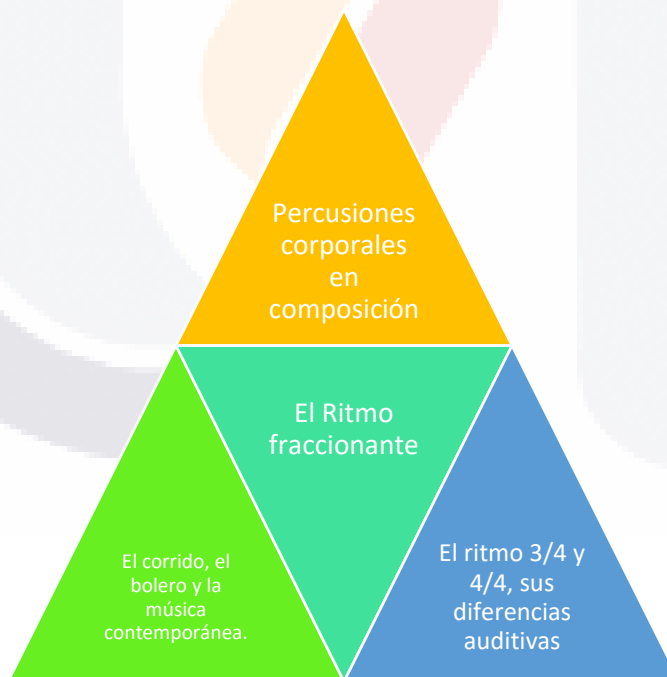 Percusiones
corporales
en
composición
El Ritmo
fraccionante
El corrido, el
bolero y la
música
contemporánea.
El ritmo 3/4 y
4/4, sus
diferencias
auditivas